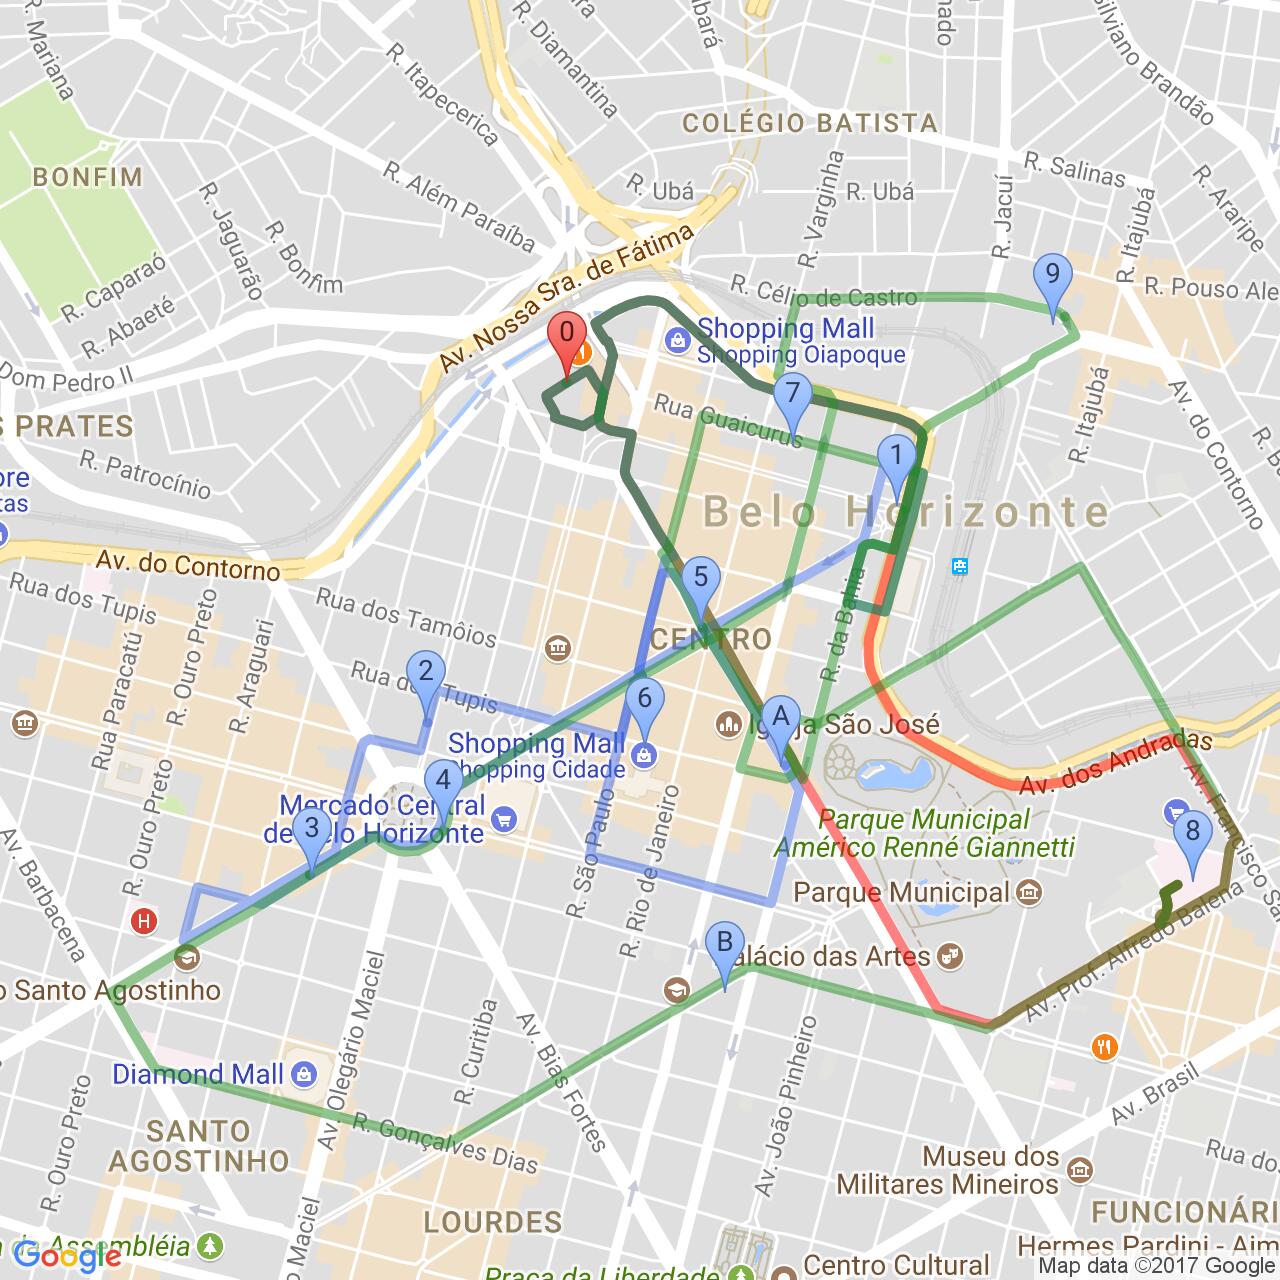 R. Mariana
R. Itapecerica
R. Diamantina
Silviano Brandão
COLÉGIO BATISTA
BONFIM
R. Além Paraíba
R. Ubá
R. Ubá
R. Varginha
R. Jacuí
R. Salinas
R. Itajubá
R. Araripe
R. Jaguarão
R. Bonfim
R. Caparaó
R. Abaeté
Av. Nossa Sra. de Fátima
R. Célio de Castro
9
R. Pouso Ale
0
Shopping Mall
Shopping Oiapoque
Dom Pedro II
7
Rua Guaicurus
R. Itajubá
Av. do Contorno
S PRATES
R. Patrocínio
1
Belo Horizonte
Av. do Contorno
Rua dos Tupis
Rua dos Tamôios
R. Ouro Preto
R. Araguari
Rua Paracatú
5
CENTRO
R. da Bahia
2
Rua dos Tupis
6
A
Igreja São José
Shopping Mall
Shopping Cidade
Av. dos Andradas
4
Mercado Central
de Belo Horizonte
3
R. Ouro Preto
Av. Barbacena
R. São Paulo
R. Rio de Janeiro
Parque Municipal
Américo Renné Giannetti
8
Av. Francisco Sa
Parque Municipal
H
B
Palácio das Artes
Av. Prof. Alfredo Balena
o Santo Agostinho
Av. Olegário Maciel
R. Curitiba
Av. Bias Fortes
Av. João Pinheiro
Av. Brasil
Diamond Mall
R. Ouro Preto
SANTO
AGOSTINHO
R. Gonçalves Dias
Museu dos
Militares Mineiros
Rua do
LOURDES
FUNCIONÁRI
Maciel
a da Assembléia
Google
Praça da Liberdade
Centro Cultural
Hermes Pardini - Aim
Map data ©2017 Google